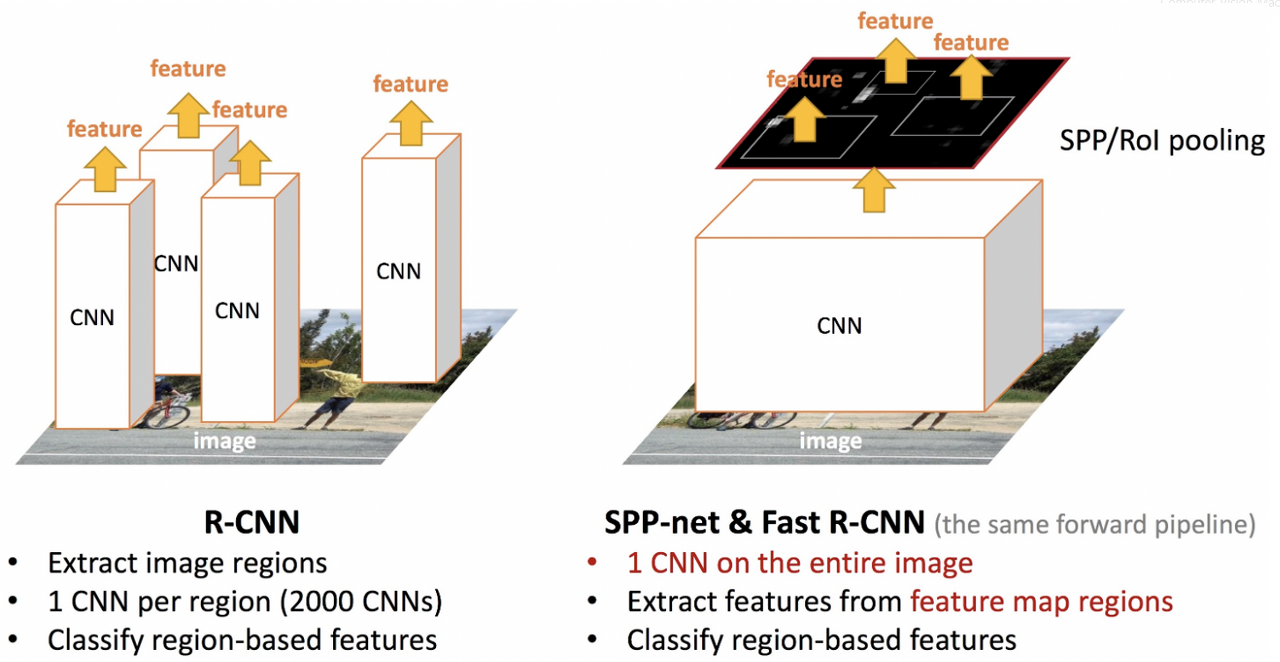 feature
feature
feature
feature
CNN
CNN
CNN
CNN
image
R-CNN
• Extract image regions
• 1 CNN per region (2000 CNNs)
• Classify region-based features
feature
feature
feature
SPP/RoI pooling
CNN
image
SPP-net & Fast R-CNN (the same forward pipeline)
• 1 CNN on the entire image
• Extract features from feature map regions
• Classify region-based features